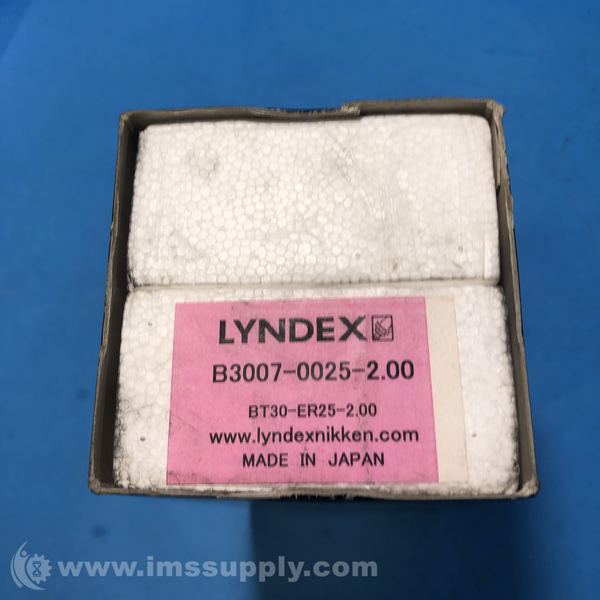 LYNDEX
B3007-0025-2.00
BT30-ER25-2.00
www.lyndexnikken.com
MADE IN JAPAN
www.imssupply.com